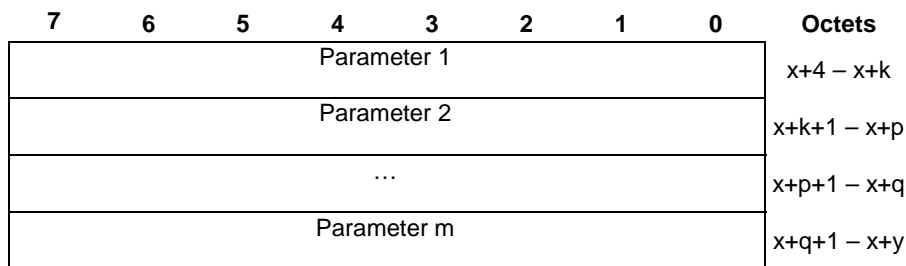 7 6 5 4 3 2 1 0 Octets
Parameter 1 x+4 – x+k
Parameter 2 x+k+1 – x+p
… x+p+1 – x+q
Parameter m x+q+1 – x+y